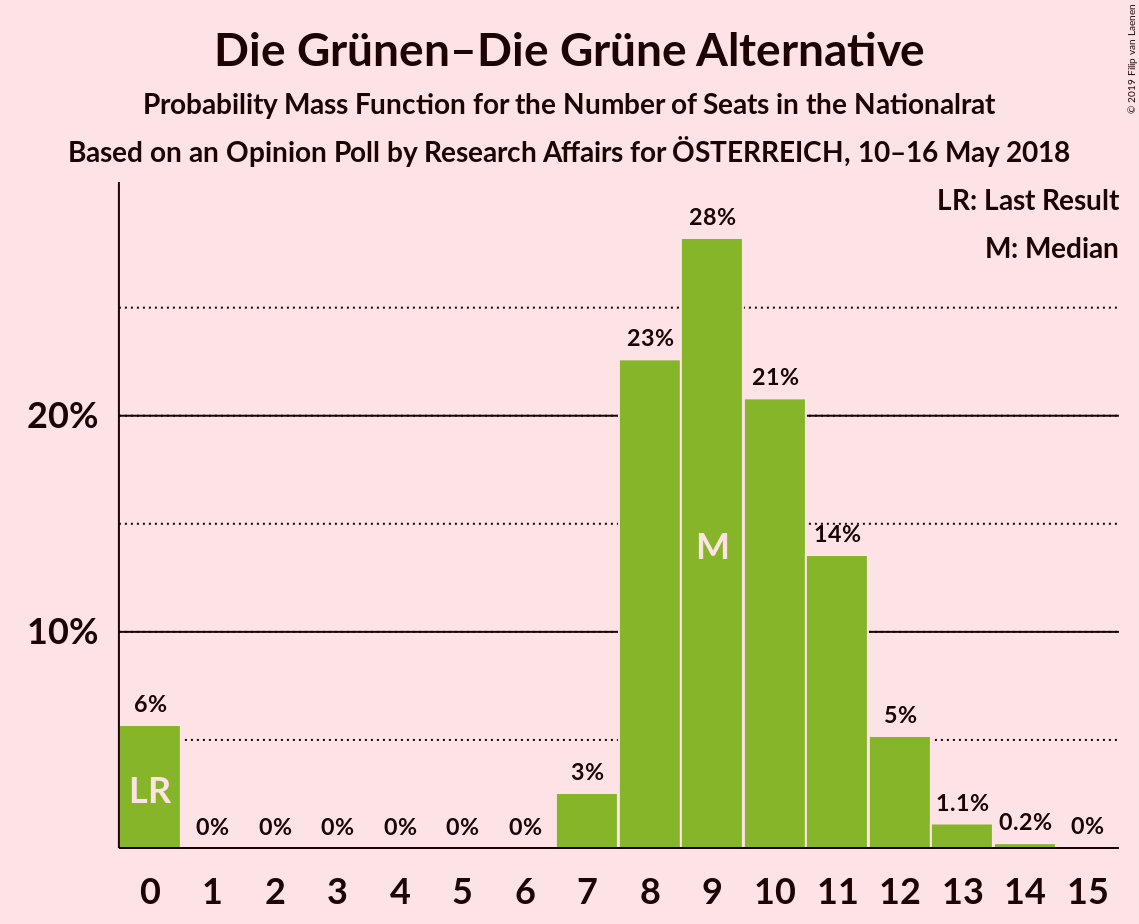 Die Grünen–Die Grüne Alternative
Probability Mass Function for the Number of Seats in the Nationalrat
Based on an Opinion Poll by Research Affairs for ÖSTERREICH, 10–16 May 2018
© 2019 Filip van Laenen
LR: Last Result
M: Median
28%
23%
21%
20%
14%
M
10%
6%
5%
3%
LR
1.1%
0.2%
0% 0% 0% 0% 0% 0% 0%
0 1 2 3 4 5 6 7 8 9 10 11 12 13 14 15